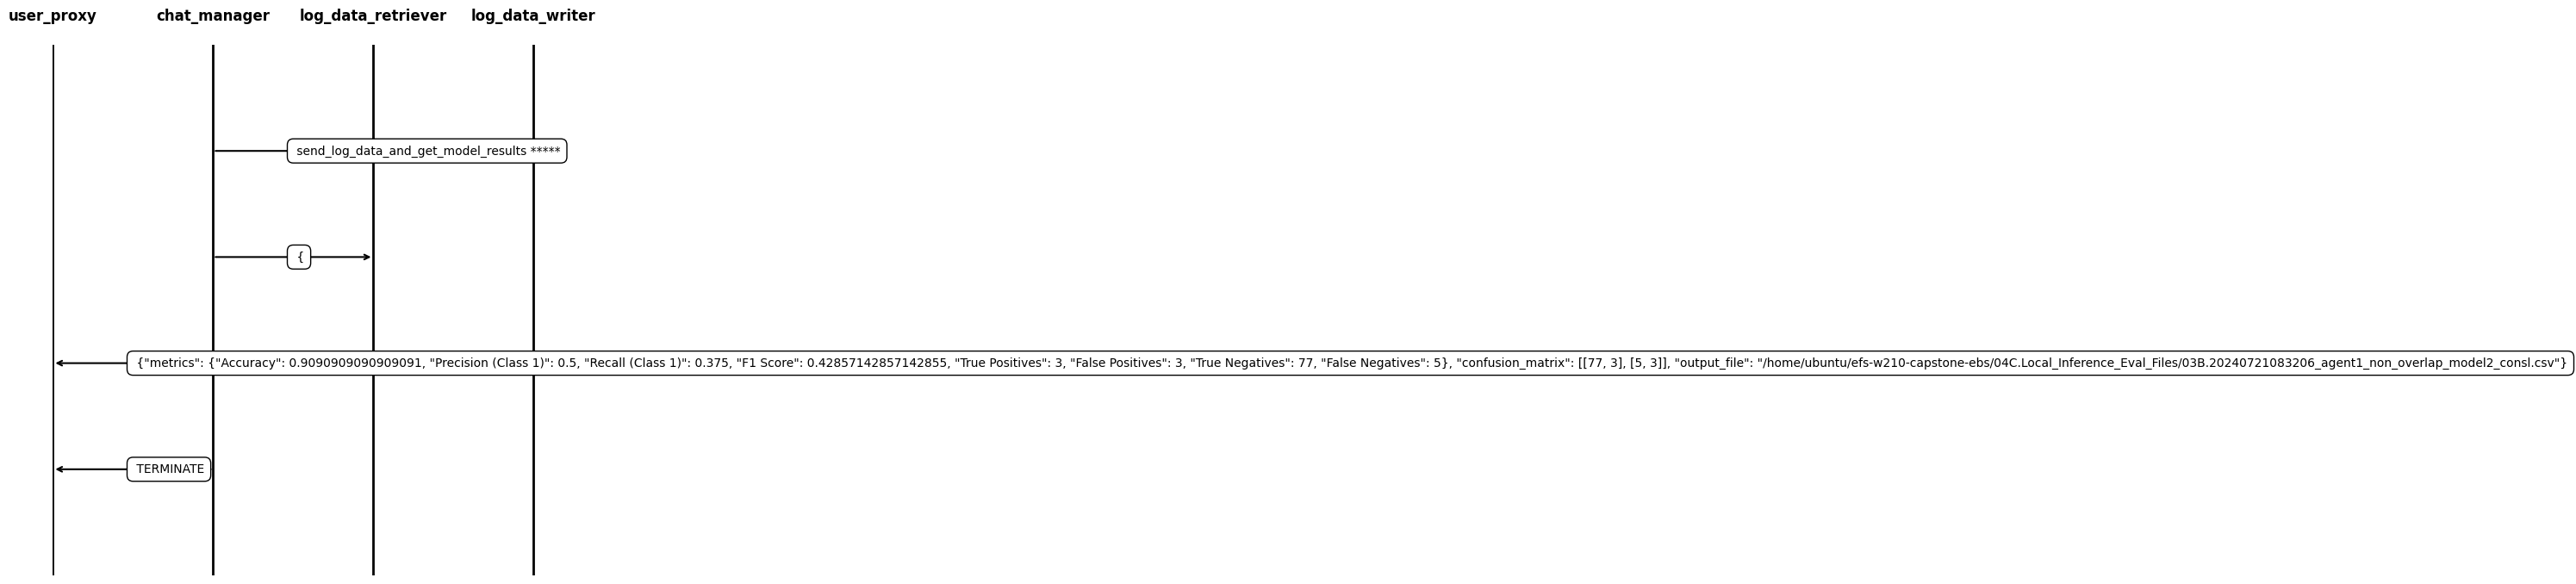 user_proxy chat_manager log_data_retriever log_data_writer
send_log_data_and_get_model_results *****
{
{"metrics": {"Accuracy": 0.9090909090909091, "Precision (Class 1)": 0.5, "Recall (Class 1)": 0.375, "F1 Score": 0.42857142857142855, "True Positives": 3, "False Positives": 3, "True Negatives": 77, "False Negatives": 5}, "confusion_matrix": [[77, 3], [5, 3]], "output_file": "/home/ubuntu/efs-w210-capstone-ebs/04C.Local_Inference_Eval_Files/03B.20240721083206_agent1_non_overlap_model2_consl.csv"}
TERMINATE